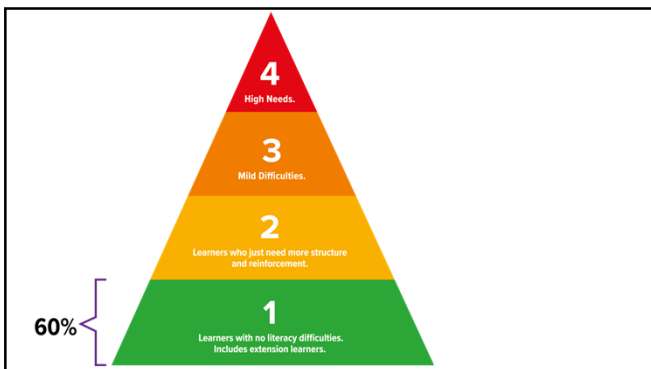 4
High Needs.
3
Mild Difficulties.
2
Learners who just need more structure
and reinforcement.
60%
1
Learners with no literacy difficulties.
Includes extension learners.